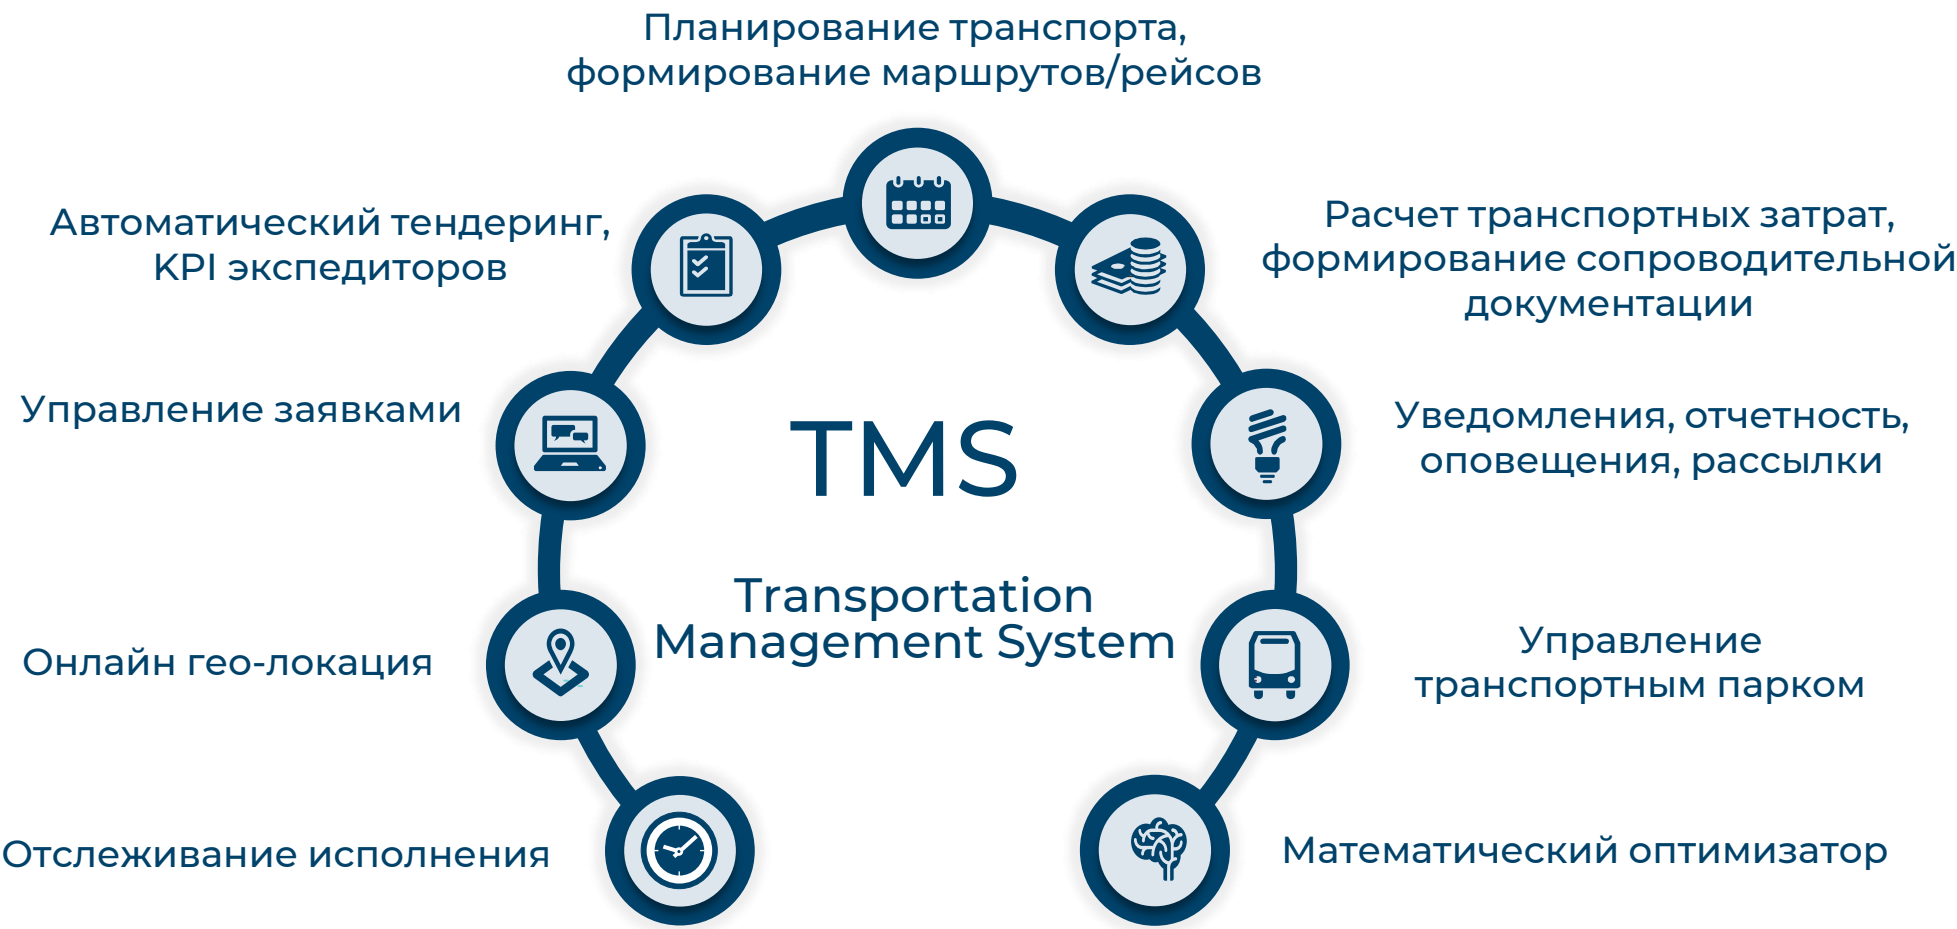 Планирование транспорта,
формирование маршрутов/рейсов
Автоматический тендеринг,
KPI экспедиторов
Расчет транспортных затрат,
формирование сопроводительной
документации
Управление заявками
Уведомления, отчетность,
оповещения, рассылки
TMS
Transportation
Management System
Онлайн гео-локация
Управление
транспортным парком
Отслеживание исполнения
Математический оптимизатор